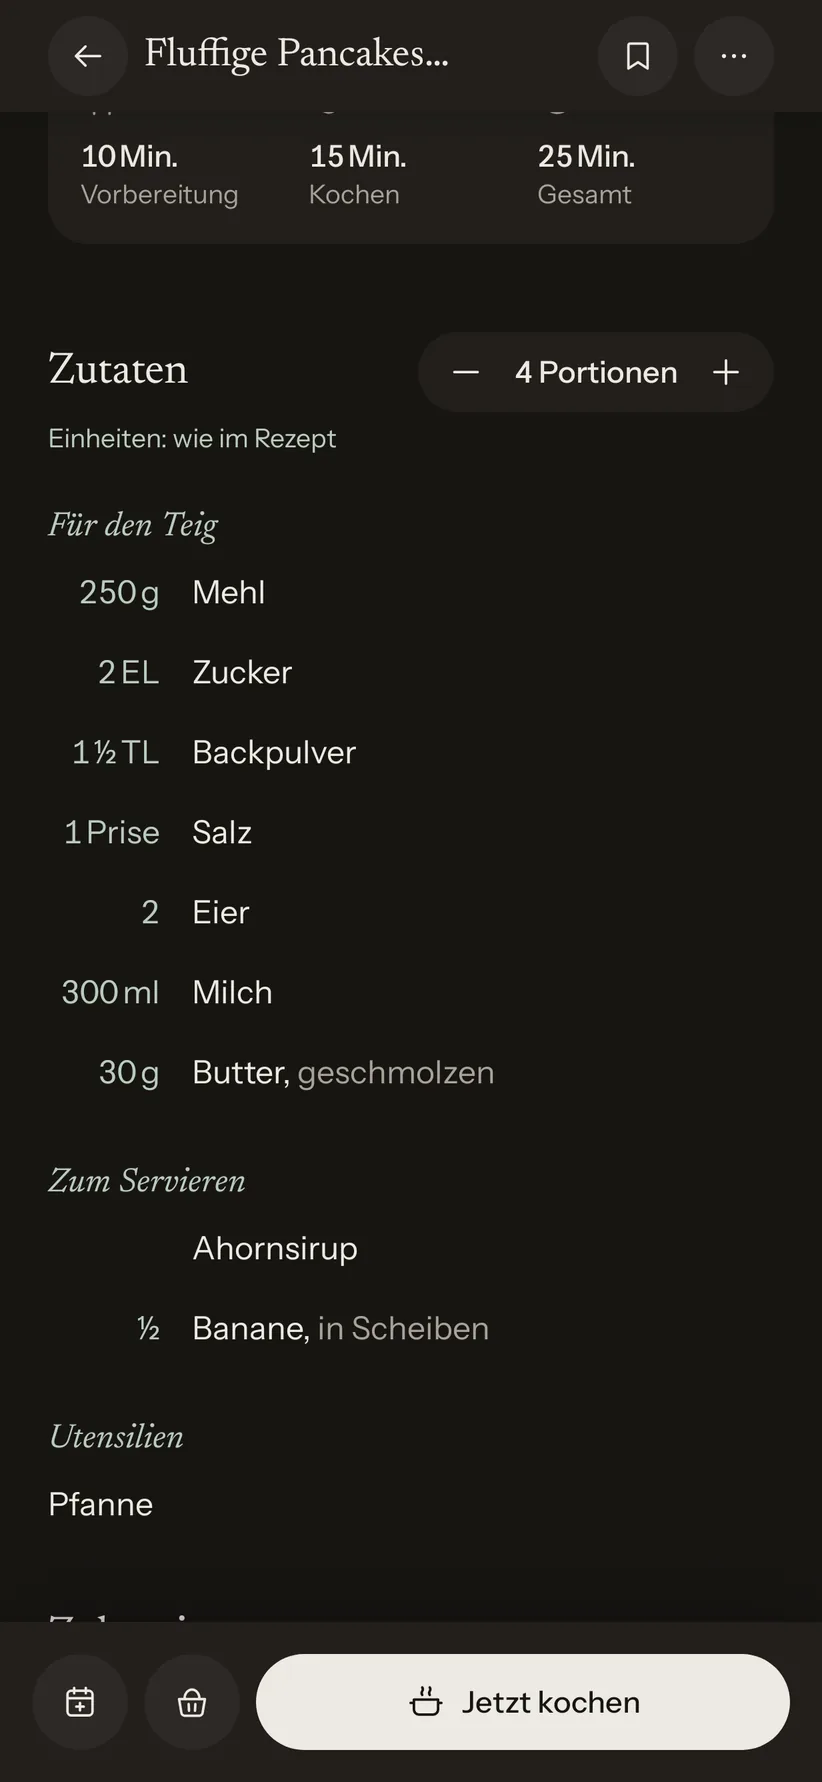 Fluffige Pancakes...
10 Min. 15 Min. 25 Min.
Vorbereitung Kochen Gesamt
Zutaten 4 Portionen
Einheiten: wie im Rezept
Für den Teig
250 g Mehl
2 EL Zucker
1 ½ TL Backpulver
1 Prise Salz
2 Eier
300 ml Milch
30 g Butter, geschmolzen
Zum Servieren
Ahornsirup
½ Banane, in Scheiben
Utensilien
Pfanne
Jetzt kochen